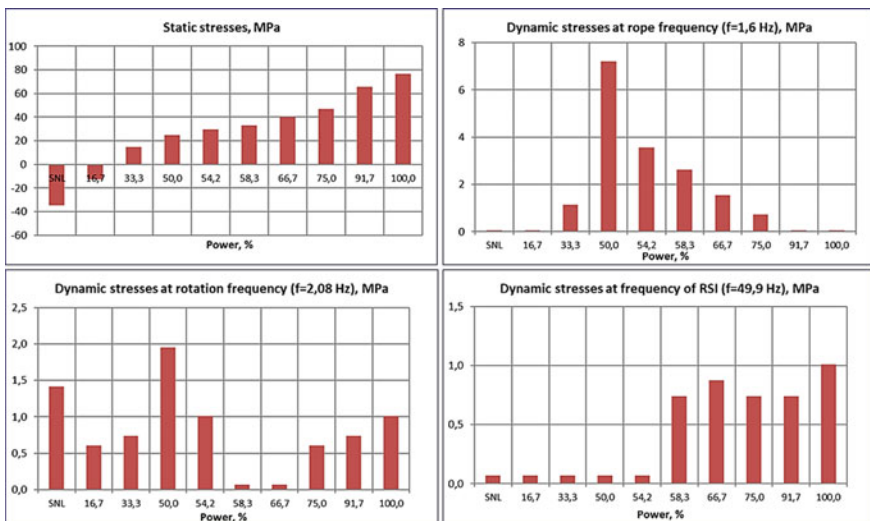 Static stresses, MPa
100
80
60
40
20
0
-20
-40
-60
SNL 16,7 33,3 50,0 54,2 58,3 66,7 75,0 91,7 100,0
Power, %
Dynamic stresses at rope frequency (f=1,6 Hz), MPa
8
6
4
2
0
SNL 16,7 33,3 50,0 54,2 58,3 66,7 75,0 91,7 100,0
Power, %
Dynamic stresses at rotation frequency (f=2,08 Hz), MPa
2,5
2,0
1,5
1,0
0,5
0,0
SNL 16,7 33,3 50,0 54,2 58,3 66,7 75,0 91,7 100,0
Power, %
Dynamic stresses at frequency of RSI (f=49,9 Hz), MPa
1,5
1,0
0,5
0,0
SNL 16,7 33,3 50,0 54,2 58,3 66,7 75,0 91,7 100,0
Power, %